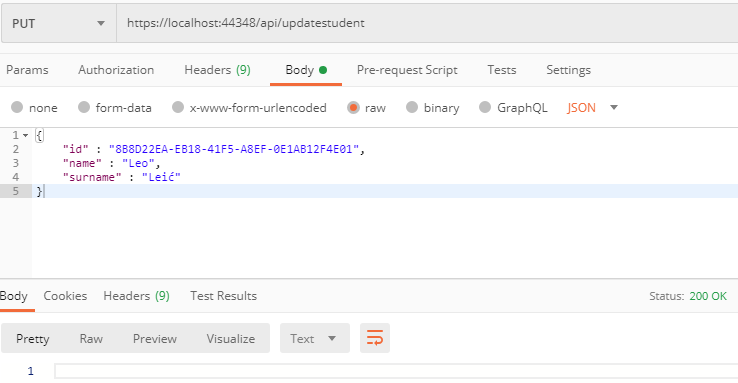 PUT https://localhost:44348/api/updatestudent
Params Authorization Headers (9) Body Pre-request Script Tests Settings
none form-data x-www-form-urlencoded raw binary GraphQL JSON
1 {
2 "id" : "8B8D22EA-EB18-41F5-A8EF-0E1AB12F4E01",
3 "name" : "Leo",
4 "surname" : "Leić"
5 }
Body Cookies Headers (9) Test Results Status: 200 OK
Pretty Raw Preview Visualize Text
1